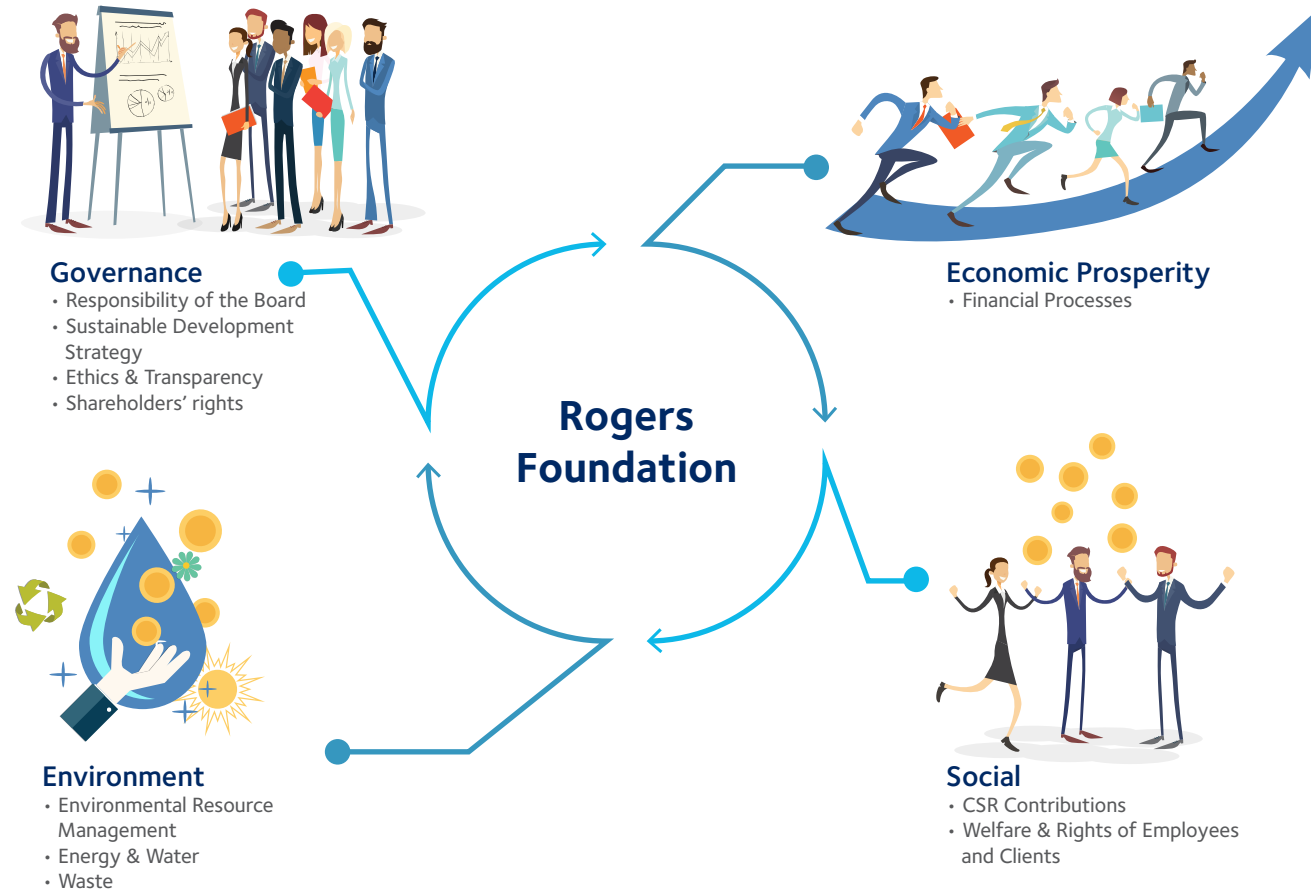 Governance
• Responsibility of the Board
• Sustainable Development
Strategy
• Ethics & Transparency
• Shareholders’ rights
Economic Prosperity
• Financial Processes
Rogers
Foundation
Environment
• Environmental Resource
Management
• Energy & Water
• Waste
Social
• CSR Contributions
• Welfare & Rights of Employees
and Clients